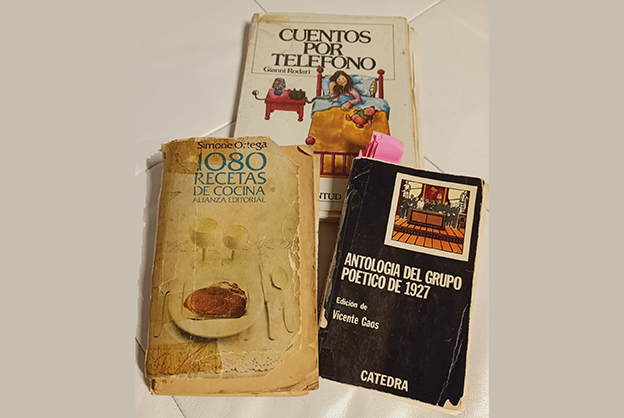 CUENTOS
POR
TELEFONO
Gianni Rodari
Simone Ortega
1080
RECETAS
DE COCINA
ALIANZA EDITORIAL
ANTOLOGIA DEL GRUPO
POETICO DE 1927
Edición de
Vicente Gaos
CATEDRA